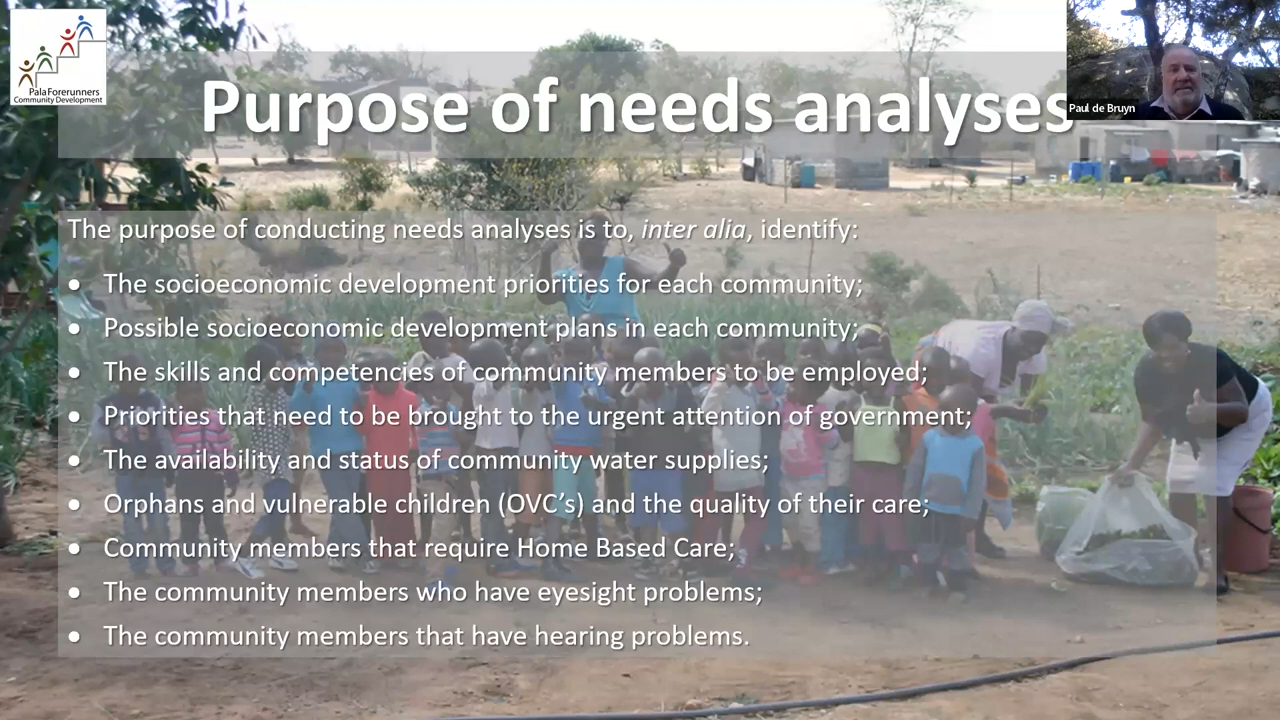 Pala Forerunners
Community Development
Purpose of needs analyses
Paul de Bruyn
The purpose of conducting needs analyses is to, inter alia, identify:
• The socioeconomic development priorities for each community;
• Possible socioeconomic development plans in each community;
• The skills and competencies of community members to be employed;
• Priorities that need to be brought to the urgent attention of government;
• The availability and status of community water supplies;
• Orphans and vulnerable children (OVC’s) and the quality of their care;
• Community members that require Home Based Care;
• The community members who have eyesight problems;
• The community members that have hearing problems.